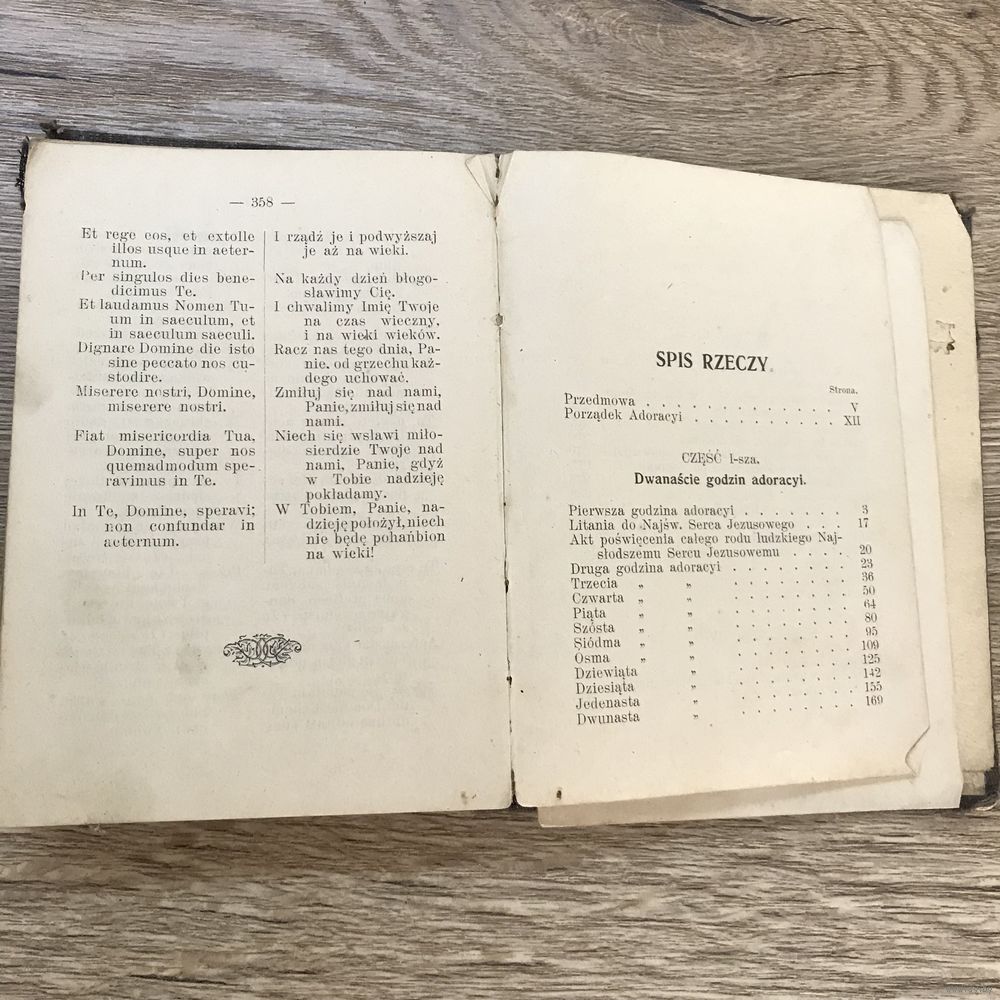 — 358 —
Et rege eos, et extolle
illos usque in aeter-
num.
Per singulos dies bene-
dicimus Te.
Et laudamus Nomen Tu-
um in saeculum, et
in saeculum saeculi.
Dignare Domine die isto
sine peccato nos cu-
stodire.
Miserere nostri, Domine,
miserere nostri.
Fiat misericordia Tua,
Domine, super nos
quemadmodum spe-
ravimus in Te.
In Te, Domine, speravi;
non confundar in
aeternum.
I rządź je i podwyższaj
je aż na wieki.
Na każdy dzień błogo-
sławimy Cię.
I chwalimy Imię Twoje
na czas wieczny,
i na wieki wieków.
Racz nas tego dnia, Pa-
nie. od grzechu każ-
dego uchować.
Zmiłuj się nad nami,
Panie, zmiłuj się nad
nami.
Niech się wsławi miło-
sierdzie Twoje nad
nami, Panie, gdyż
w Tobie nadzieję
pokładamy.
W Tobiem, Panie, na-
dzieję położył, niech
nie będę pohańbion
na wieki!
SPIS RZECZY.
Strona.
Przedmowa . . . . . . . . . . . . V
Porządek Adoracyi . . . . . . . . . . XII
CZĘŚĆ I-sza.
Dwanaście godzin adoracyi.
Pierwsza godzina adoracyi . . . . . . . 3
Litania do Najśw. Serca Jezusowego . . . 17
Akt poświęcenia całego rodu ludzkiego Naj-
słodszemu Sercu Jezusowemu . . . . 20
Druga godzina adoracyi . . . . . . . . 23
Trzecia „ „ . . . . . . . . 36
Czwarta „ „ . . . . . . . . 50
Piąta „ „ . . . . . . . . 64
Szósta „ „ . . . . . . . . 80
Siódma „ „ . . . . . . . . 95
Osma „ „ . . . . . . . . 109
Dziewiąta „ . . . . . . . . 125
Dziesiąta „ . . . . . . . . 142
Jedenasta „ . . . . . . . . 155
Dwunasta „ . . . . . . . . 169